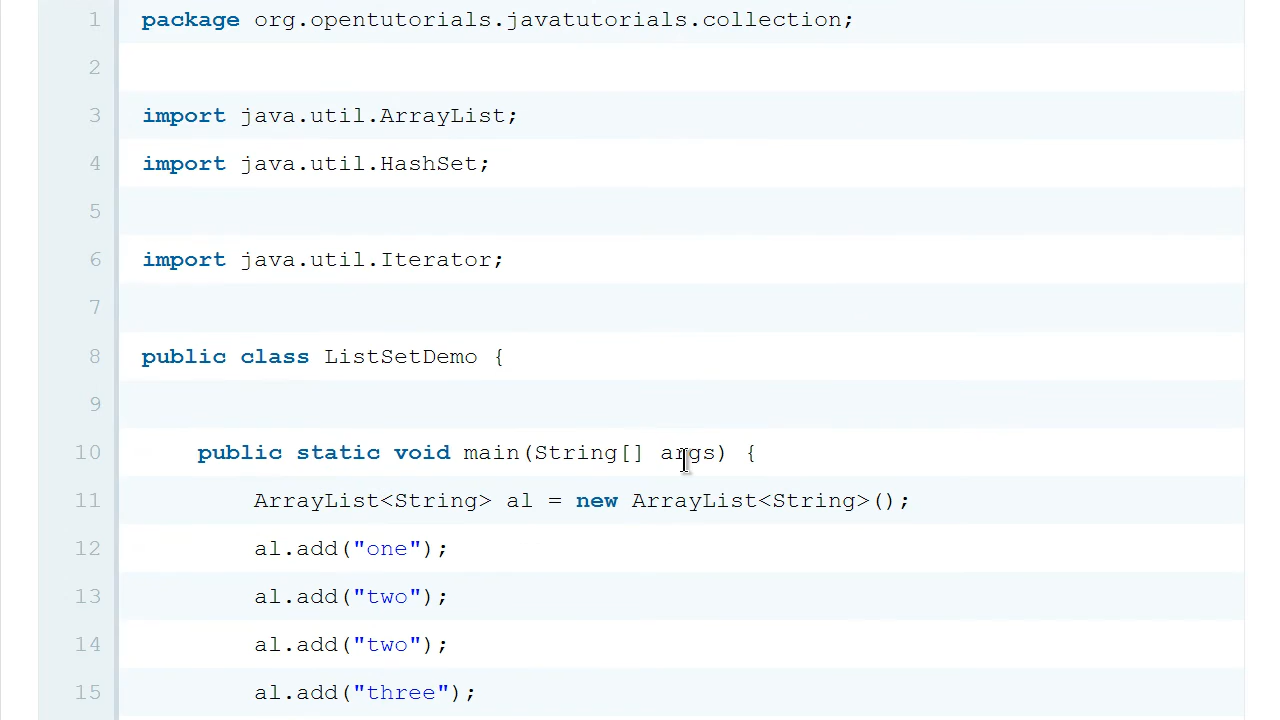 1 package org.opentutorials.javatutorials.collection;
2
3 import java.util.ArrayList;
4 import java.util.HashSet;
5
6 import java.util.Iterator;
7
8 public class ListSetDemo {
9
10     public static void main(String[] args) {
11         ArrayList<String> al = new ArrayList<String>();
12         al.add("one");
13         al.add("two");
14         al.add("two");
15         al.add("three");